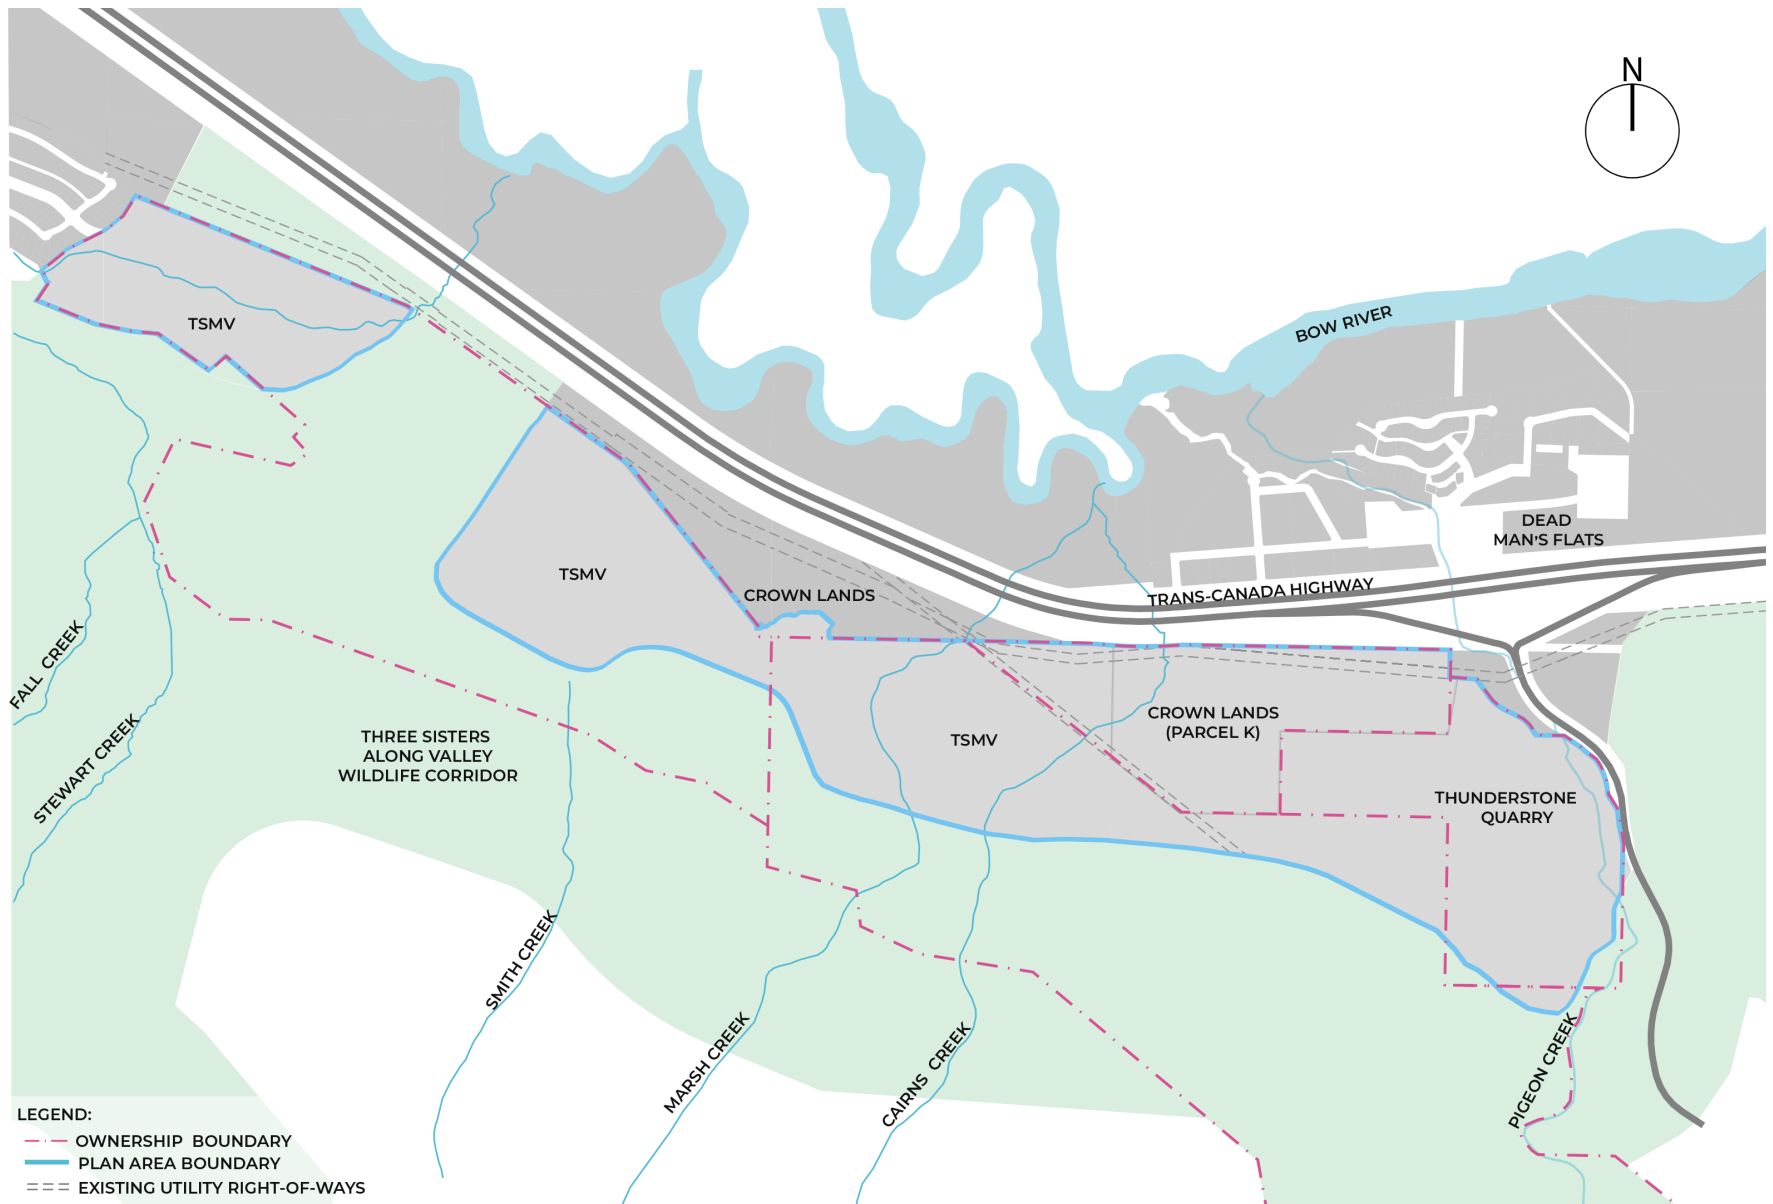 N
BOW RIVER
TSMV
DEAD
MAN'S FLATS
TSMV
CROWN LANDS
TRANS-CANADA HIGHWAY
FALL CREEK
STEWART CREEK
THREE SISTERS
ALONG VALLEY
WILDLIFE CORRIDOR
TSMV
CROWN LANDS
(PARCEL K)
THUNDERSTONE
QUARRY
SMITH CREEK
MARSH CREEK
CAIRNS CREEK
PIGEON CREEK
LEGEND:
OWNERSHIP BOUNDARY
PLAN AREA BOUNDARY
EXISTING UTILITY RIGHT-OF-WAYS